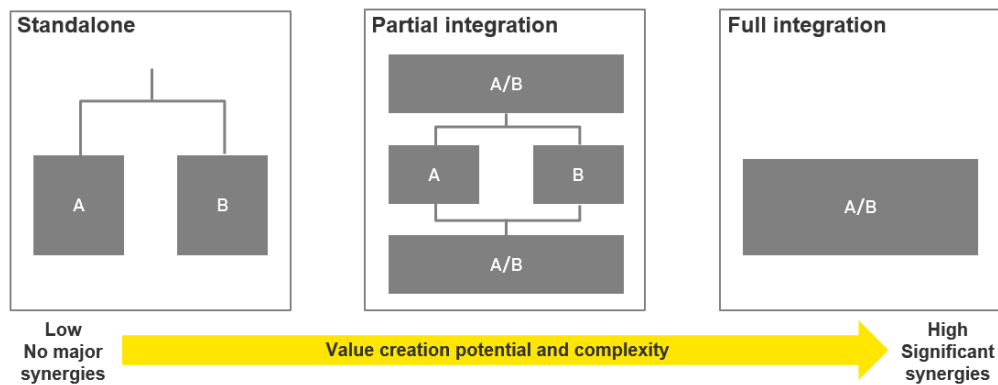 Standalone
A
B
Partial integration
A/B
A
B
A/B
Full integration
A/B
Low
No major
synergies
Value creation potential and complexity
High
Significant
synergies